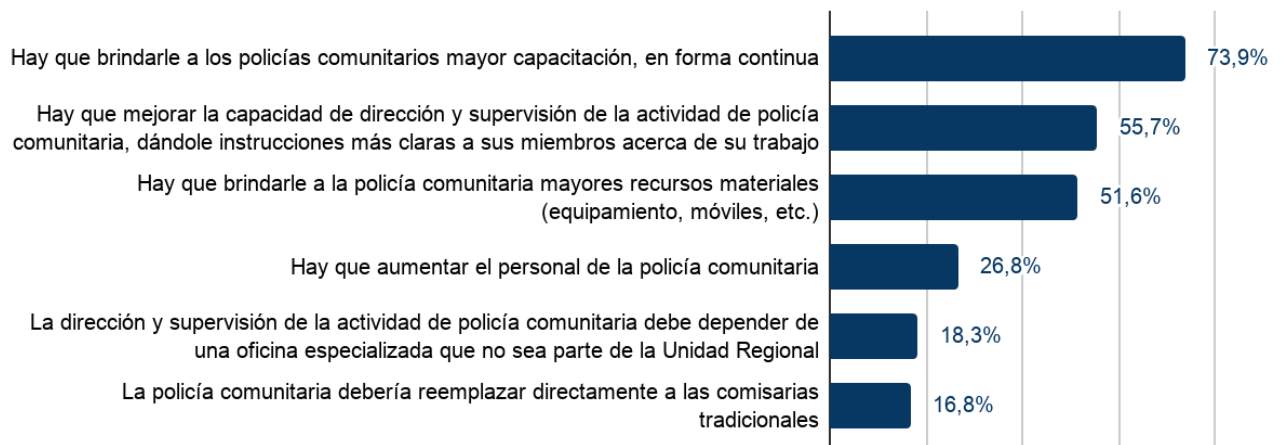 Hay que brindarle a los policías comunitarios mayor capacitación, en forma continua
73,9%
Hay que mejorar la capacidad de dirección y supervisión de la actividad de policía
comunitaria, dándole instrucciones más claras a sus miembros acerca de su trabajo
55,7%
Hay que brindarle a la policía comunitaria mayores recursos materiales
(equipamiento, móviles, etc.)
51,6%
Hay que aumentar el personal de la policía comunitaria
26,8%
La dirección y supervisión de la actividad de policía comunitaria debe depender de
una oficina especializada que no sea parte de la Unidad Regional
18,3%
La policía comunitaria debería reemplazar directamente a las comisarias
tradicionales
16,8%